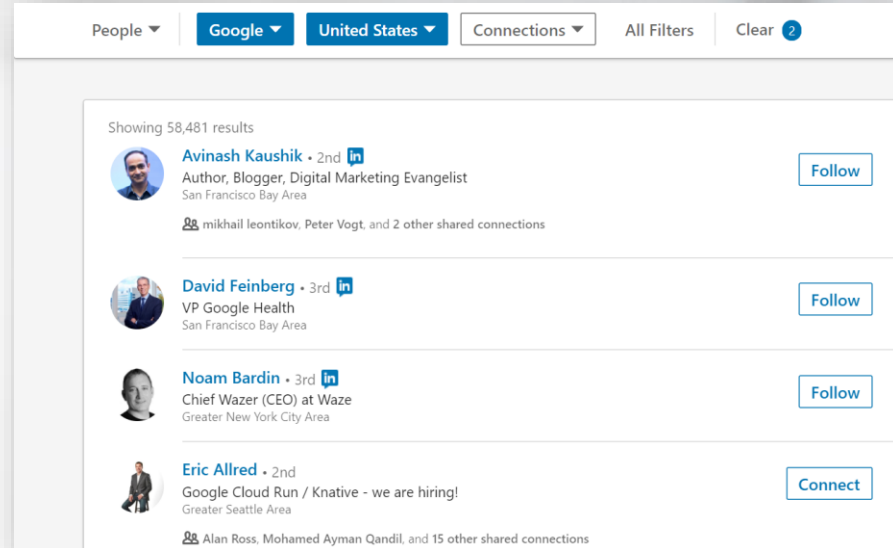 People Google United States Connections All Filters Clear 2
Showing 58,481 results
Avinash Kaushik • 2nd in
Author, Blogger, Digital Marketing Evangelist
Follow
San Francisco Bay Area
mikhail leontikov, Peter Vogt, and 2 other shared connections
David Feinberg • 3rd in
VP Google Health
Follow
San Francisco Bay Area
Noam Bardin • 3rd in
Chief Wazer (CEO) at Waze
Follow
Greater New York City Area
Eric Allred • 2nd
Google Cloud Run / Knative - we are hiring!
Connect
Greater Seattle Area
Alan Ross, Mohamed Ayman Qandil, and 15 other shared connections